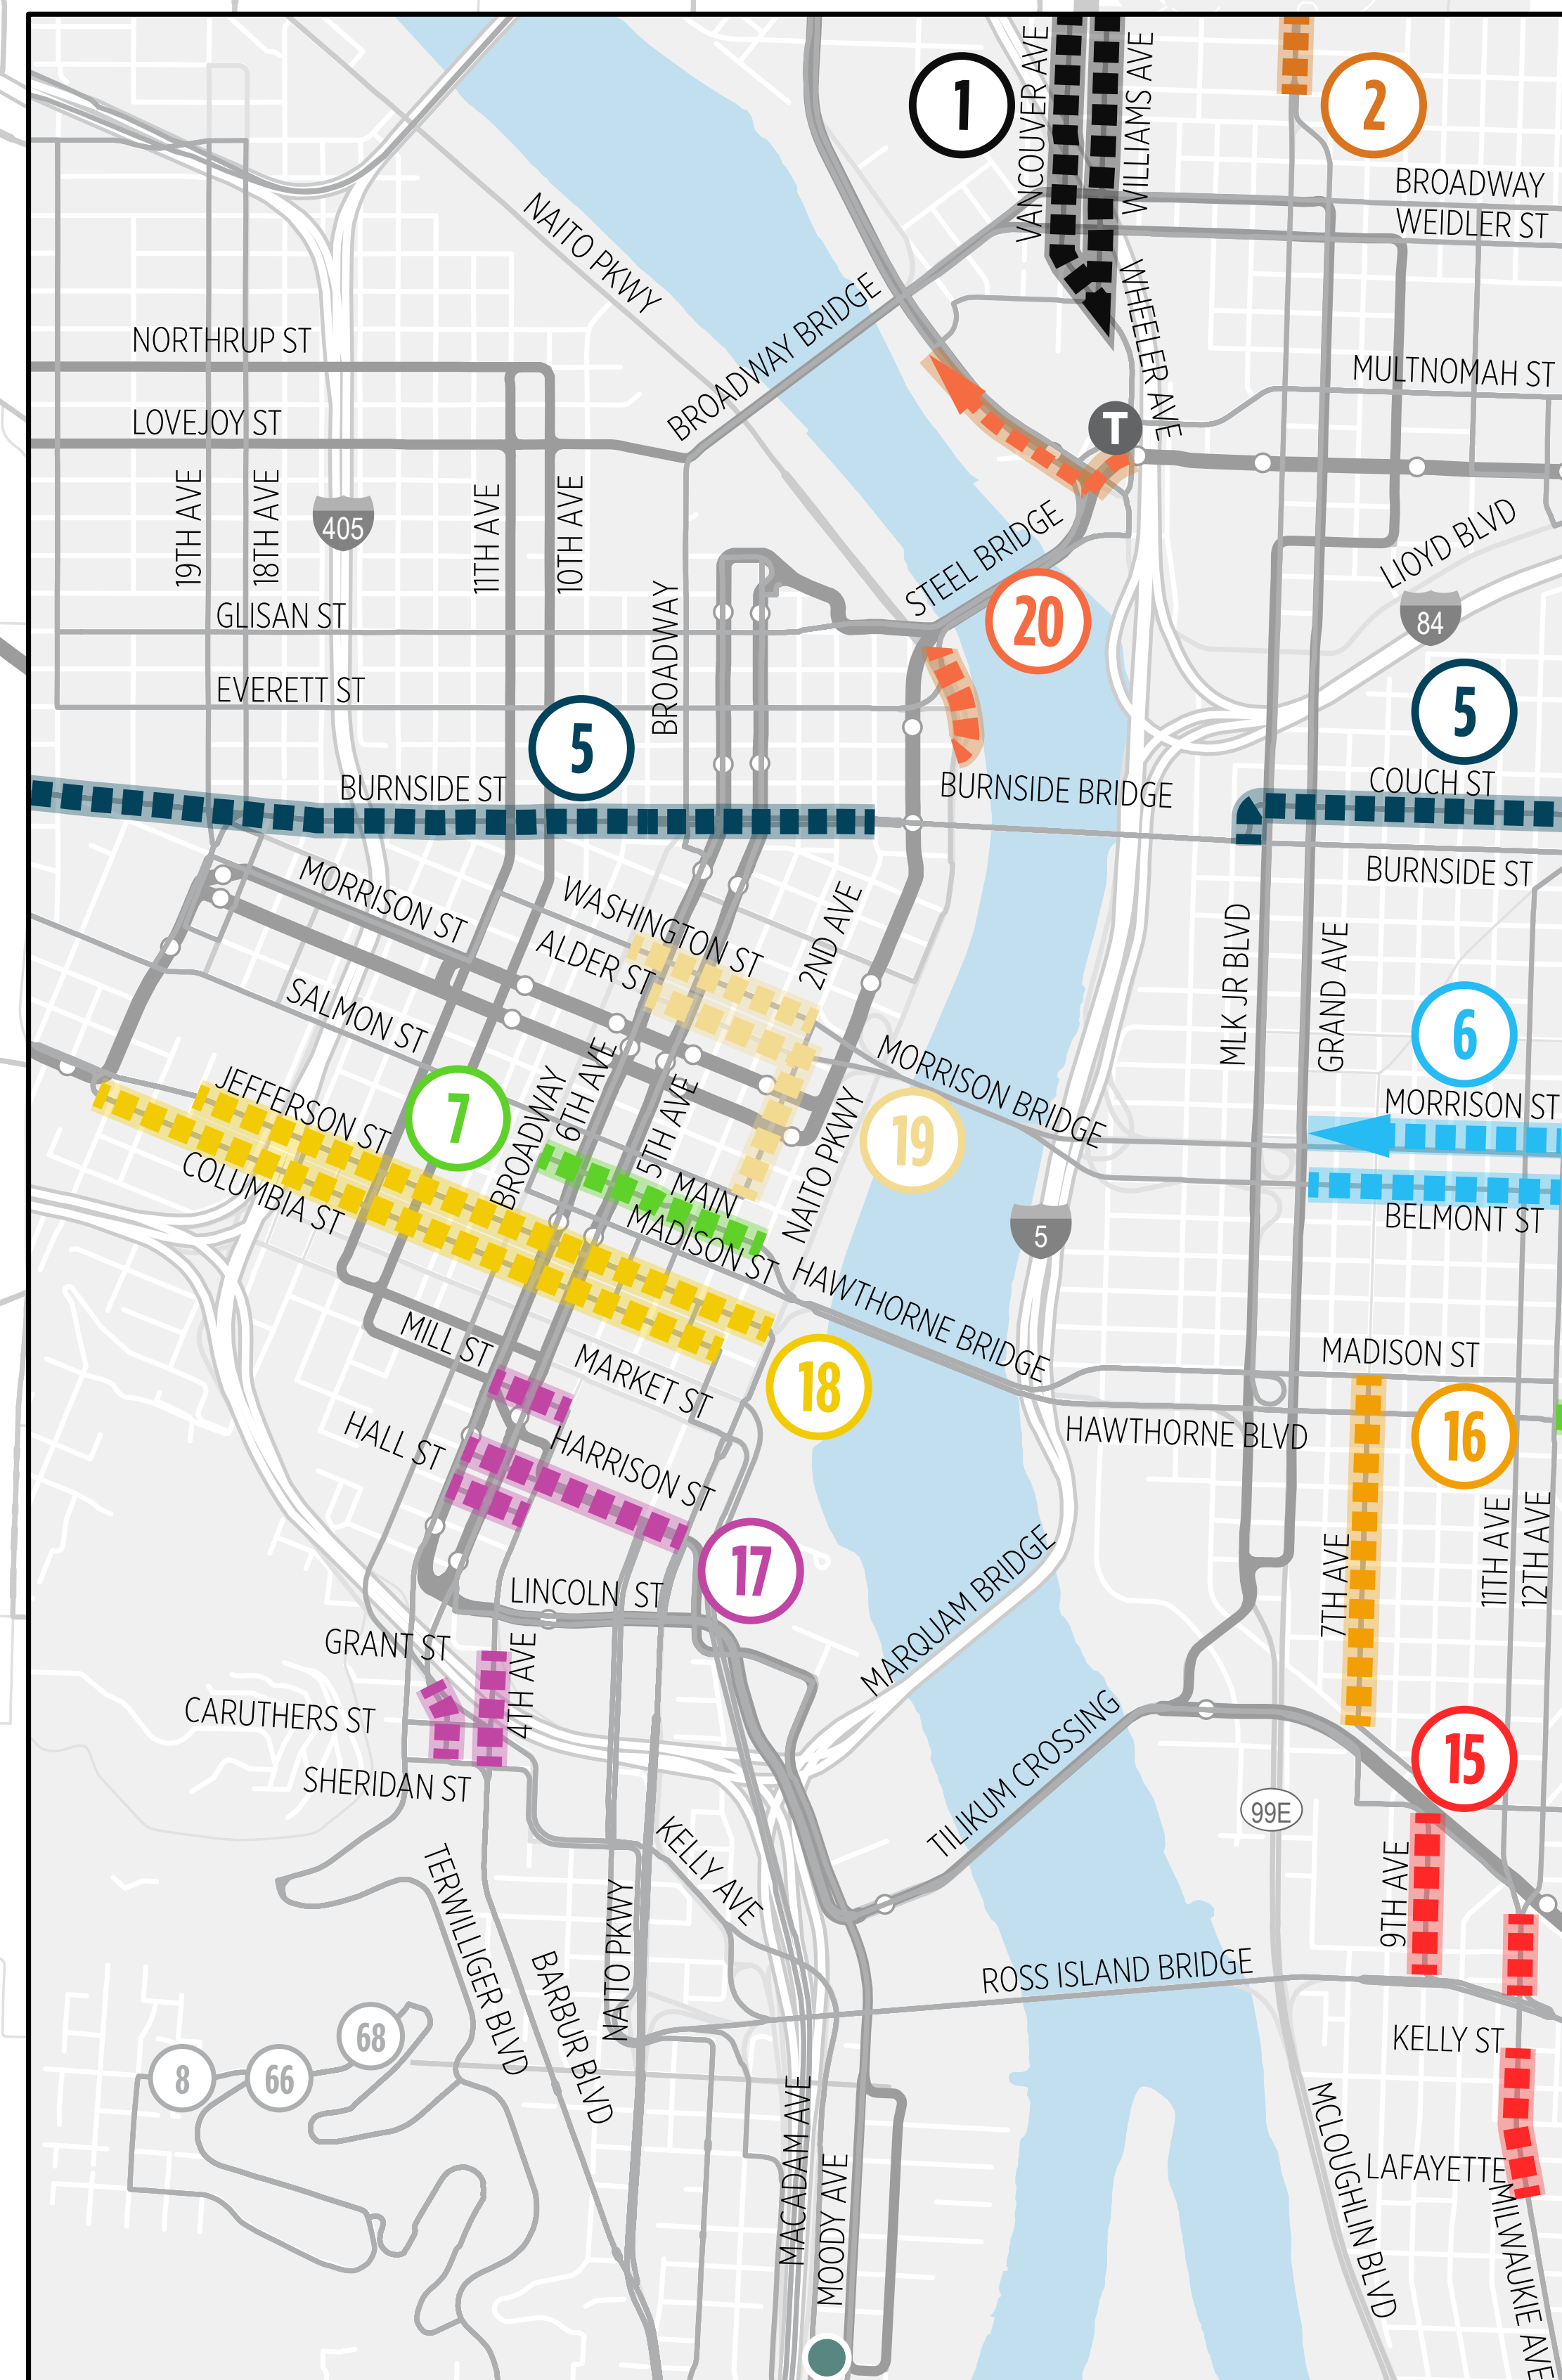 VANCOUVER AVE
WILLIAMS AVE
1
2
BROADWAY
WEIDLER ST
NAITO PKWY
WHEELER AVE
BROADWAY BRIDGE
NORTHRUP ST
MULTNOMAH ST
LOVEJOY ST
T
19TH AVE
18TH AVE
405
11TH AVE
10TH AVE
STEEL BRIDGE
LLOYD BLVD
84
GLISAN ST
20
BROADWAY
EVERETT ST
5
5
BURNSIDE ST
BURNSIDE BRIDGE
COUCH ST
BURNSIDE ST
MORRISON ST
WASHINGTON ST
ALDER ST
2ND AVE
MLK JR BLVD
GRAND AVE
SALMON ST
6
MORRISON BRIDGE
JEFFERSON ST
7
BROADWAY
6TH AVE
5TH AVE
19
NAITO PKWY
MORRISON ST
COLUMBIA ST
MAIN
MADISON ST
5
BELMONT ST
HAWTHORNE BRIDGE
MILL ST
MARKET ST
18
MADISON ST
HAWTHORNE BLVD
16
HALL ST
HARRISON ST
17
7TH AVE
11TH AVE
12TH AVE
LINCOLN ST
MARQUAM BRIDGE
GRANT ST
4TH AVE
CARUTHERS ST
SHERIDAN ST
TILIKUM CROSSING
15
99E
KELLY AVE
9TH AVE
TERWILLIGER BLVD
BARBUR BLVD
NAITO PKWY
ROSS ISLAND BRIDGE
68
8
66
KELLY ST
MACADAM AVE
MOODY AVE
MCLOUGHLIN BLVD
LAFAYETTE
MILWAUKIE AVE